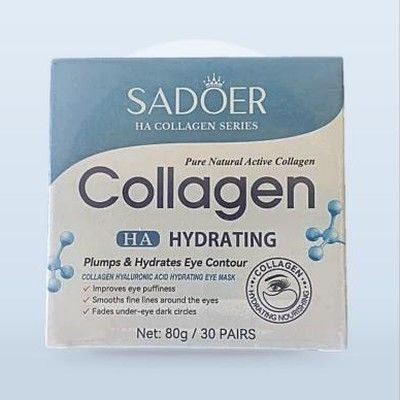 SADOER
HA COLLAGEN SERIES
Pure Natural Active Collagen
Collagen
HA HYDRATING
Plumps & Hydrates Eye Contour
COLLAGEN HYALURONIC ACID HYDRATING EYE MASK
✓ Improves eye puffiness
✓ Smooths fine lines around the eyes
✓ Fades under-eye dark circles
COLLAGEN
HYDRATING NOURISHING
Net: 80g / 30 PAIRS